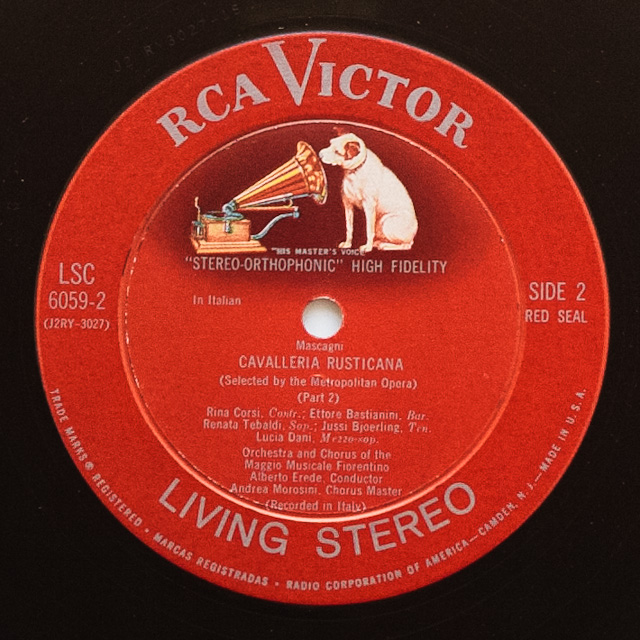 RCA VICTOR
"HIS MASTER'S VOICE"
"STEREO-ORTHOPHONIC" HIGH FIDELITY
LSC
6059-2
(J2RY-3027)
In Italian
SIDE 2
RED SEAL
Mascagni
CAVALLERIA RUSTICANA
(Selected by the Metropolitan Opera)
(Part 2)
Rina Corsi, Contr.; Ettore Bastianini, Bar.
Renata Tebaldi, Sop.; Jussi Bjoerling, Ten.
Lucia Dani, Mezzo-sop.
Orchestra and Chorus of the
Maggio Musicale Fiorentino
Alberto Erede, Conductor
Andrea Morosini, Chorus Master
(Recorded in Italy)
LIVING STEREO
TRADE MARKS ® REGISTERED • MARCAS REGISTRADAS • RADIO CORPORATION OF AMERICA—CAMDEN, N. J.—MADE IN U.S.A.